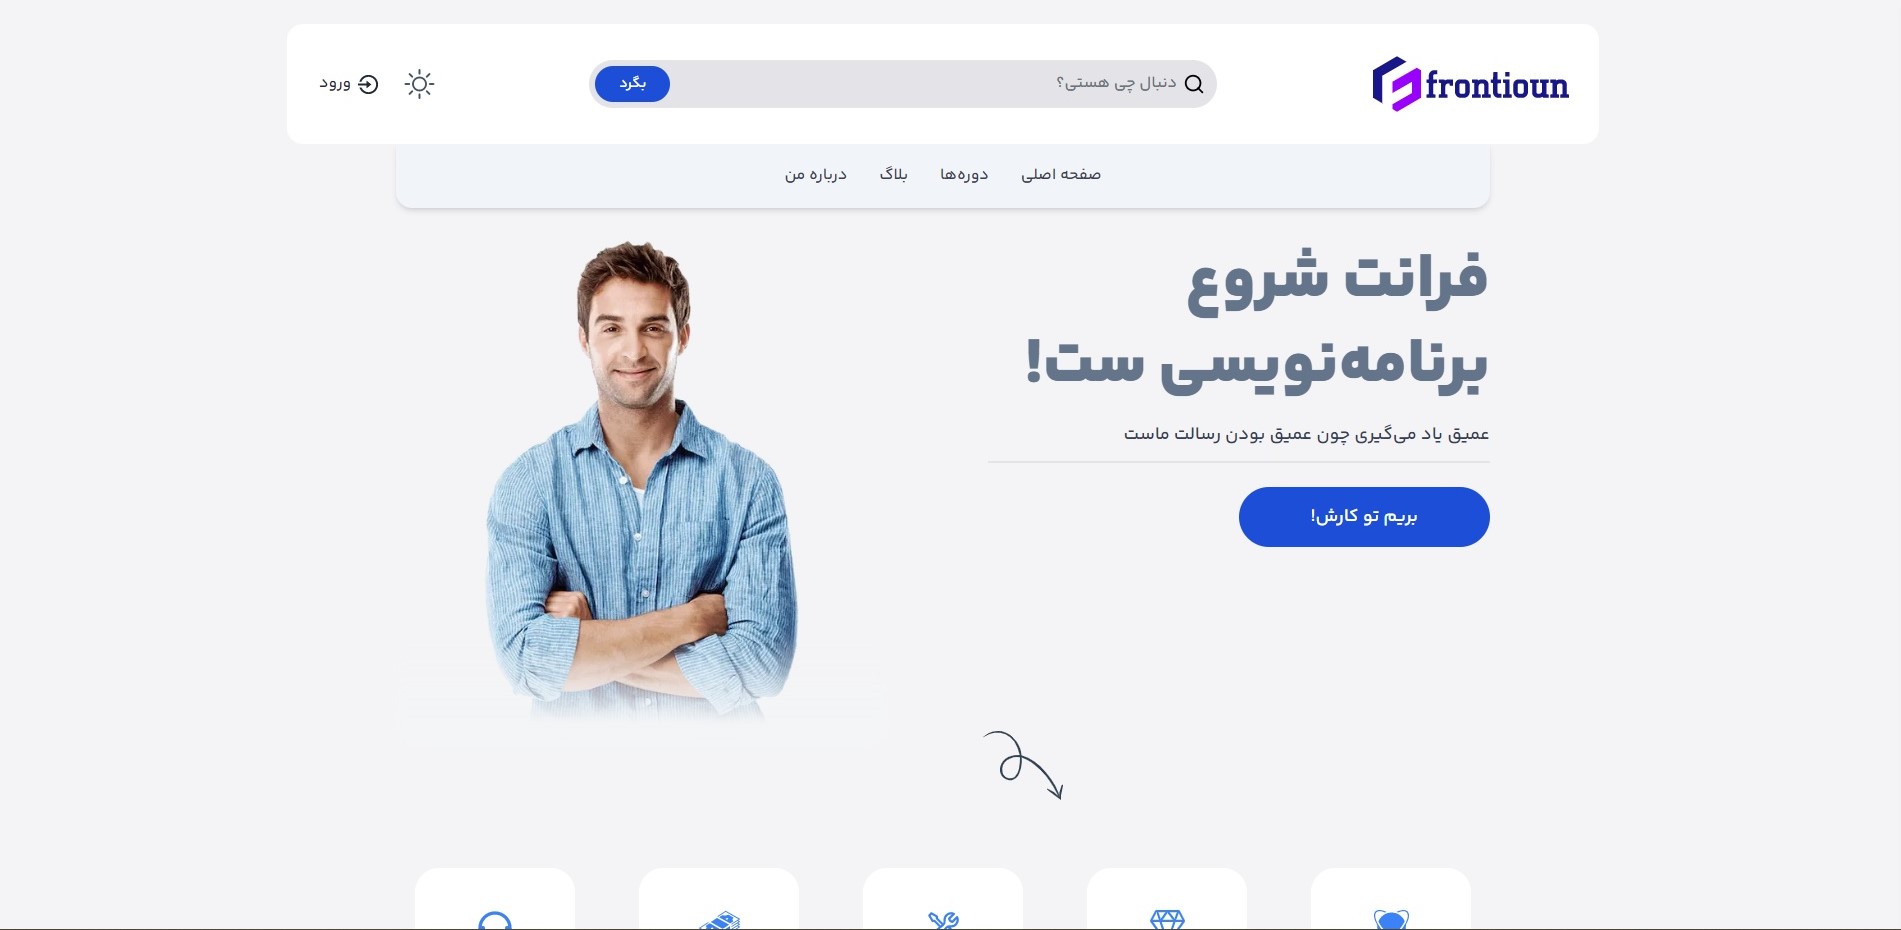 frontioun
دنبال چی هستی؟
بگرد
ورود
صفحه اصلی
دوره‌ها
بلاگ
درباره من
فرانت شروع
برنامه‌نویسی ست!
عمیق یاد می‌گیری چون عمیق بودن رسالت ماست
بریم تو کارش!